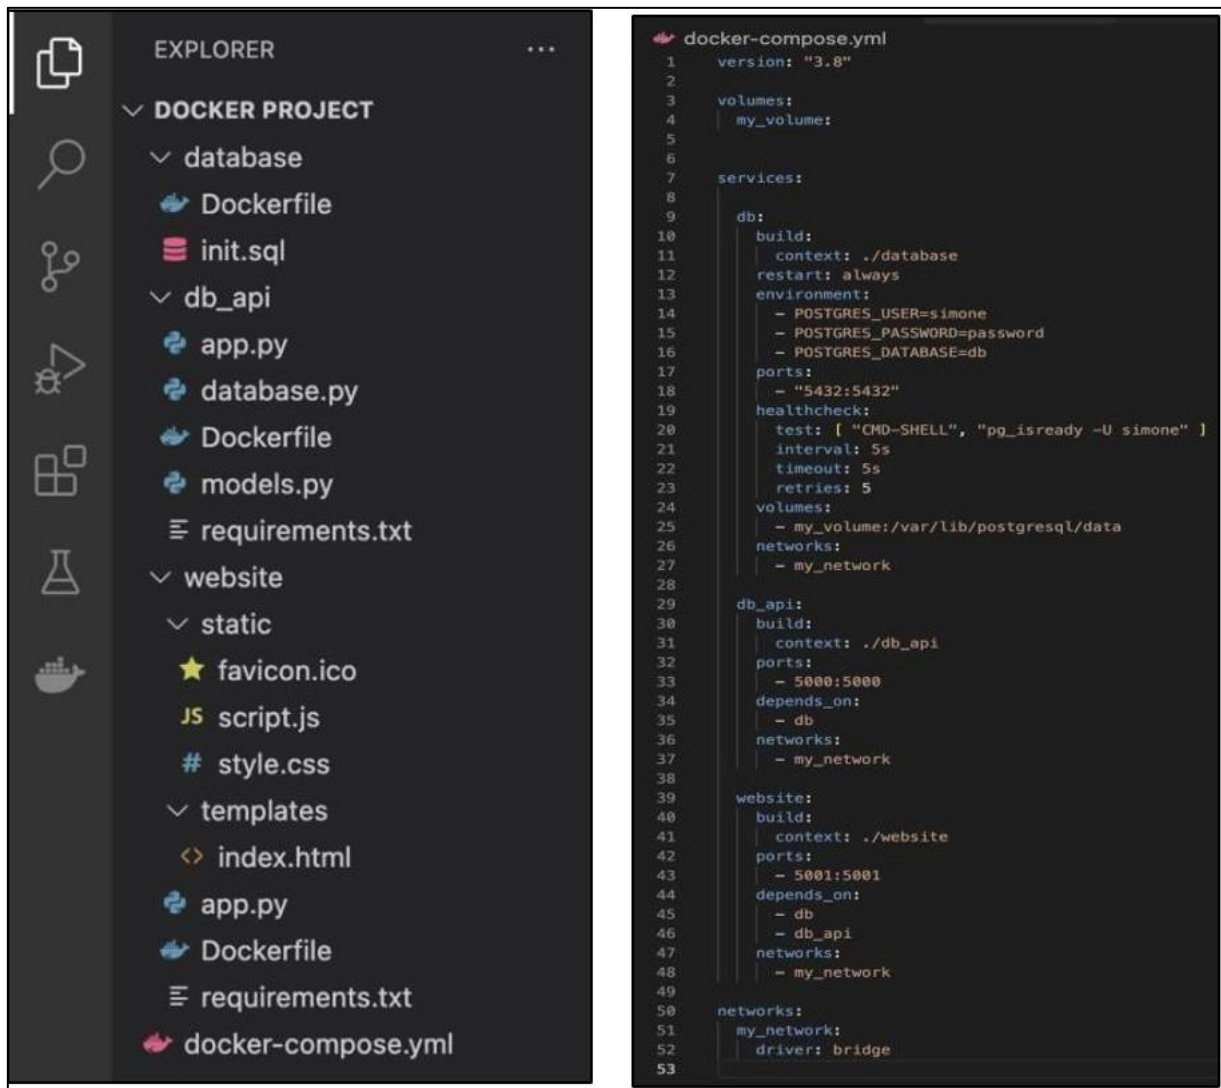 EXPLORER ...
DOCKER PROJECT
database
Dockerfile
init.sql
db_api
app.py
database.py
Dockerfile
models.py
requirements.txt
website
static
favicon.ico
JS script.js
# style.css
templates
<> index.html
app.py
Dockerfile
requirements.txt
docker-compose.yml
docker-compose.yml
1 version: "3.8"
2
3 volumes:
4 my_volume:
5
6
7 services:
8
9 db:
10 build:
11 context: ./database
12 restart: always
13 environment:
14 - POSTGRES_USER=simone
15 - POSTGRES_PASSWORD=password
16 - POSTGRES_DATABASE=db
17 ports:
18 - "5432:5432"
19 healthcheck:
20 test: [ "CMD-SHELL", "pg_isready -U simone" ]
21 interval: 5s
22 timeout: 5s
23 retries: 5
24 volumes:
25 - my_volume:/var/lib/postgresql/data
26 networks:
27 - my_network
28
29 db_api:
30 build:
31 context: ./db_api
32 ports:
33 - 5000:5000
34 depends_on:
35 - db
36 networks:
37 - my_network
38
39 website:
40 build:
41 context: ./website
42 ports:
43 - 5001:5001
44 depends_on:
45 - db
46 - db_api
47 networks:
48 - my_network
49
50 networks:
51 my_network:
52 driver: bridge
53